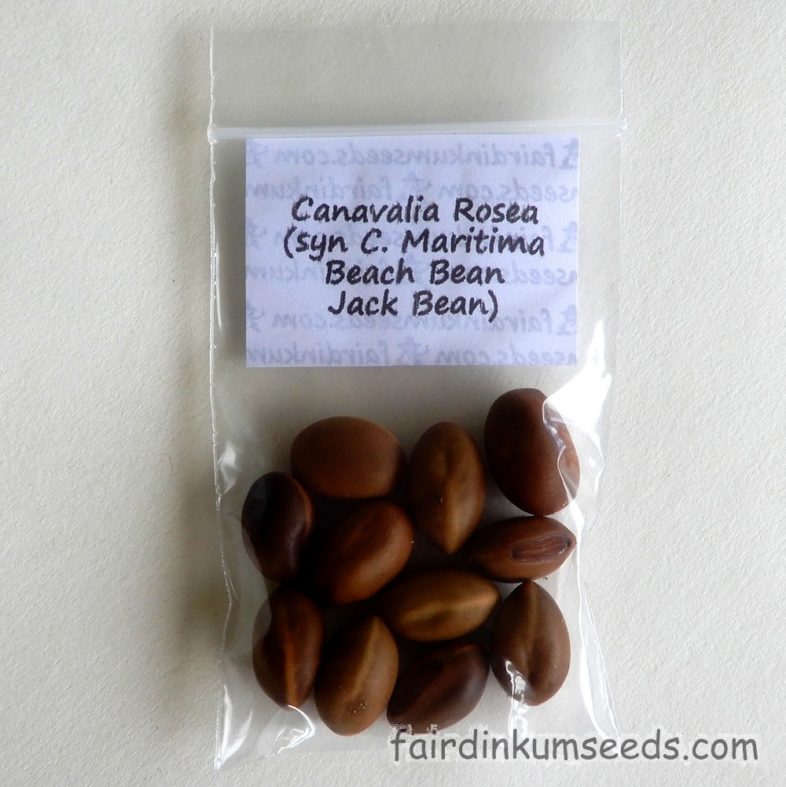 Canavalia Rosea
(syn C. Maritima
Beach Bean
Jack Bean)
fairdinkumseeds.com